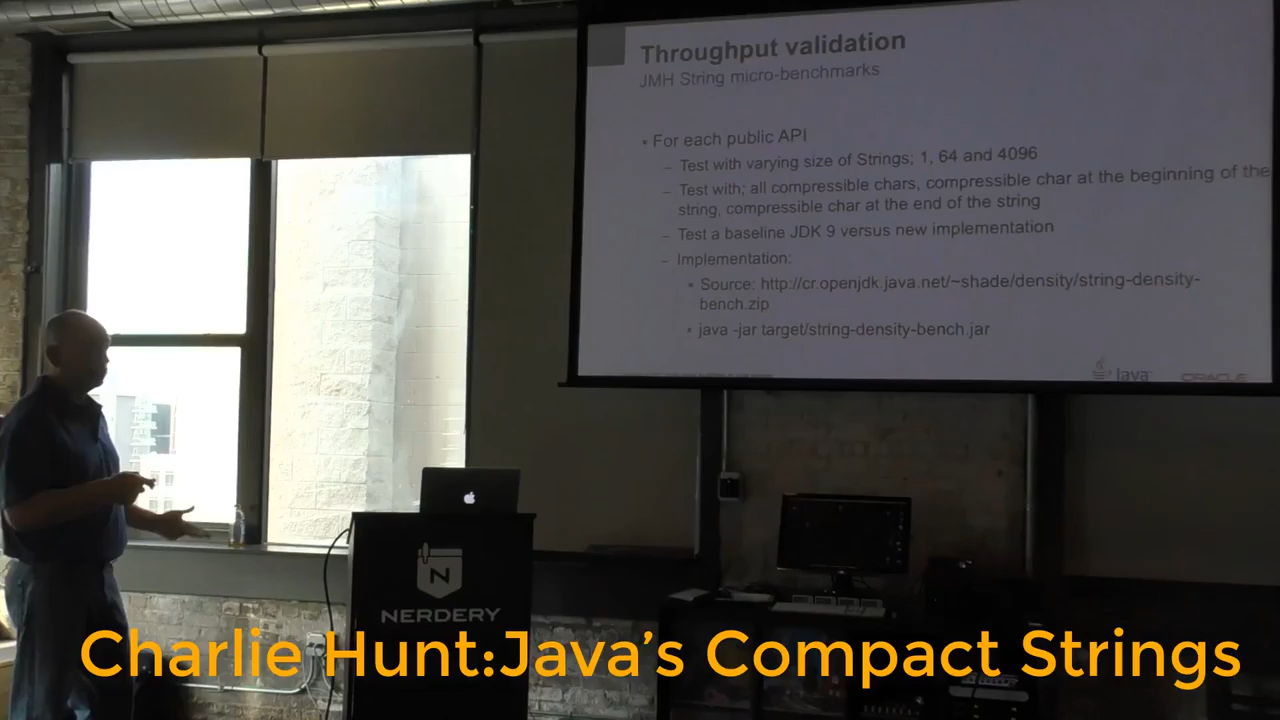 Throughput validation
JMH String micro-benchmarks
▪ For each public API
– Test with varying size of Strings; 1, 64 and 4096
– Test with; all compressible chars, compressible char at the beginning of the
string, compressible char at the end of the string
– Test a baseline JDK 9 versus new implementation
– Implementation:
▪ Source: http://cr.openjdk.java.net/~shade/density/string-density-
bench.zip
▪ java -jar target/string-density-bench.jar
Java
ORACLE
N
NERDERY
Charlie Hunt:Java's Compact Strings